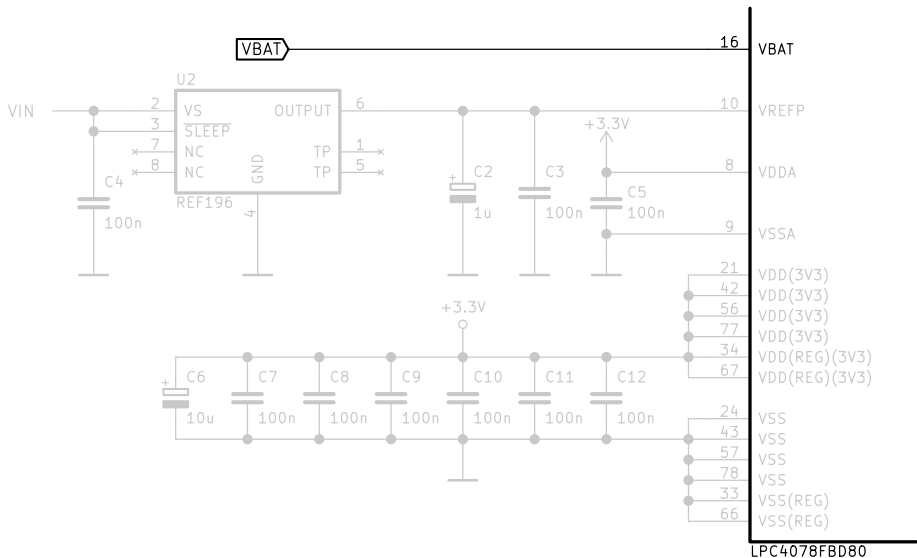 16 VBAT
VBAT
U2
VIN
2 VS OUTPUT 6 10 VREFP
3 SLEEP
+3.3V
7 NC TP 1
8 NC GND TP 5
C2 C3 8 VDDA
C4 C5
REF196
4
1u 100n 100n
100n
9 VSSA
21 VDD(3V3)
42 VDD(3V3)
+3.3V
56 VDD(3V3)
77 VDD(3V3)
34 VDD(REG)(3V3)
C6 C7 C8 C9 C10 C11 C12 67 VDD(REG)(3V3)
10u 100n 100n 100n 100n 100n 100n 24 VSS
43 VSS
57 VSS
78 VSS
33 VSS(REG)
66 VSS(REG)
LPC4078FBD80